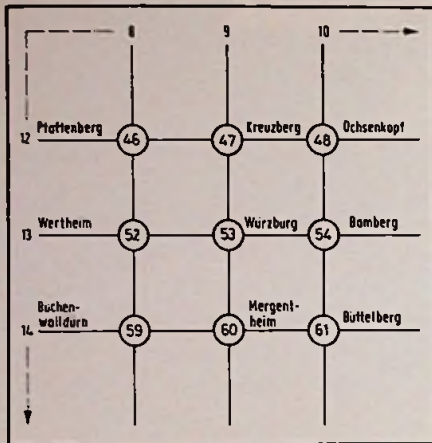 8 9 10
12 Pfaffenberg 46 47 Kreuzberg 48 Ochsenkopf
13 Wertheim 52 53 Würzburg 54 Bamberg
Buchen-
walldürn
Mergent-
heim
14 59 60 61 Büttelberg